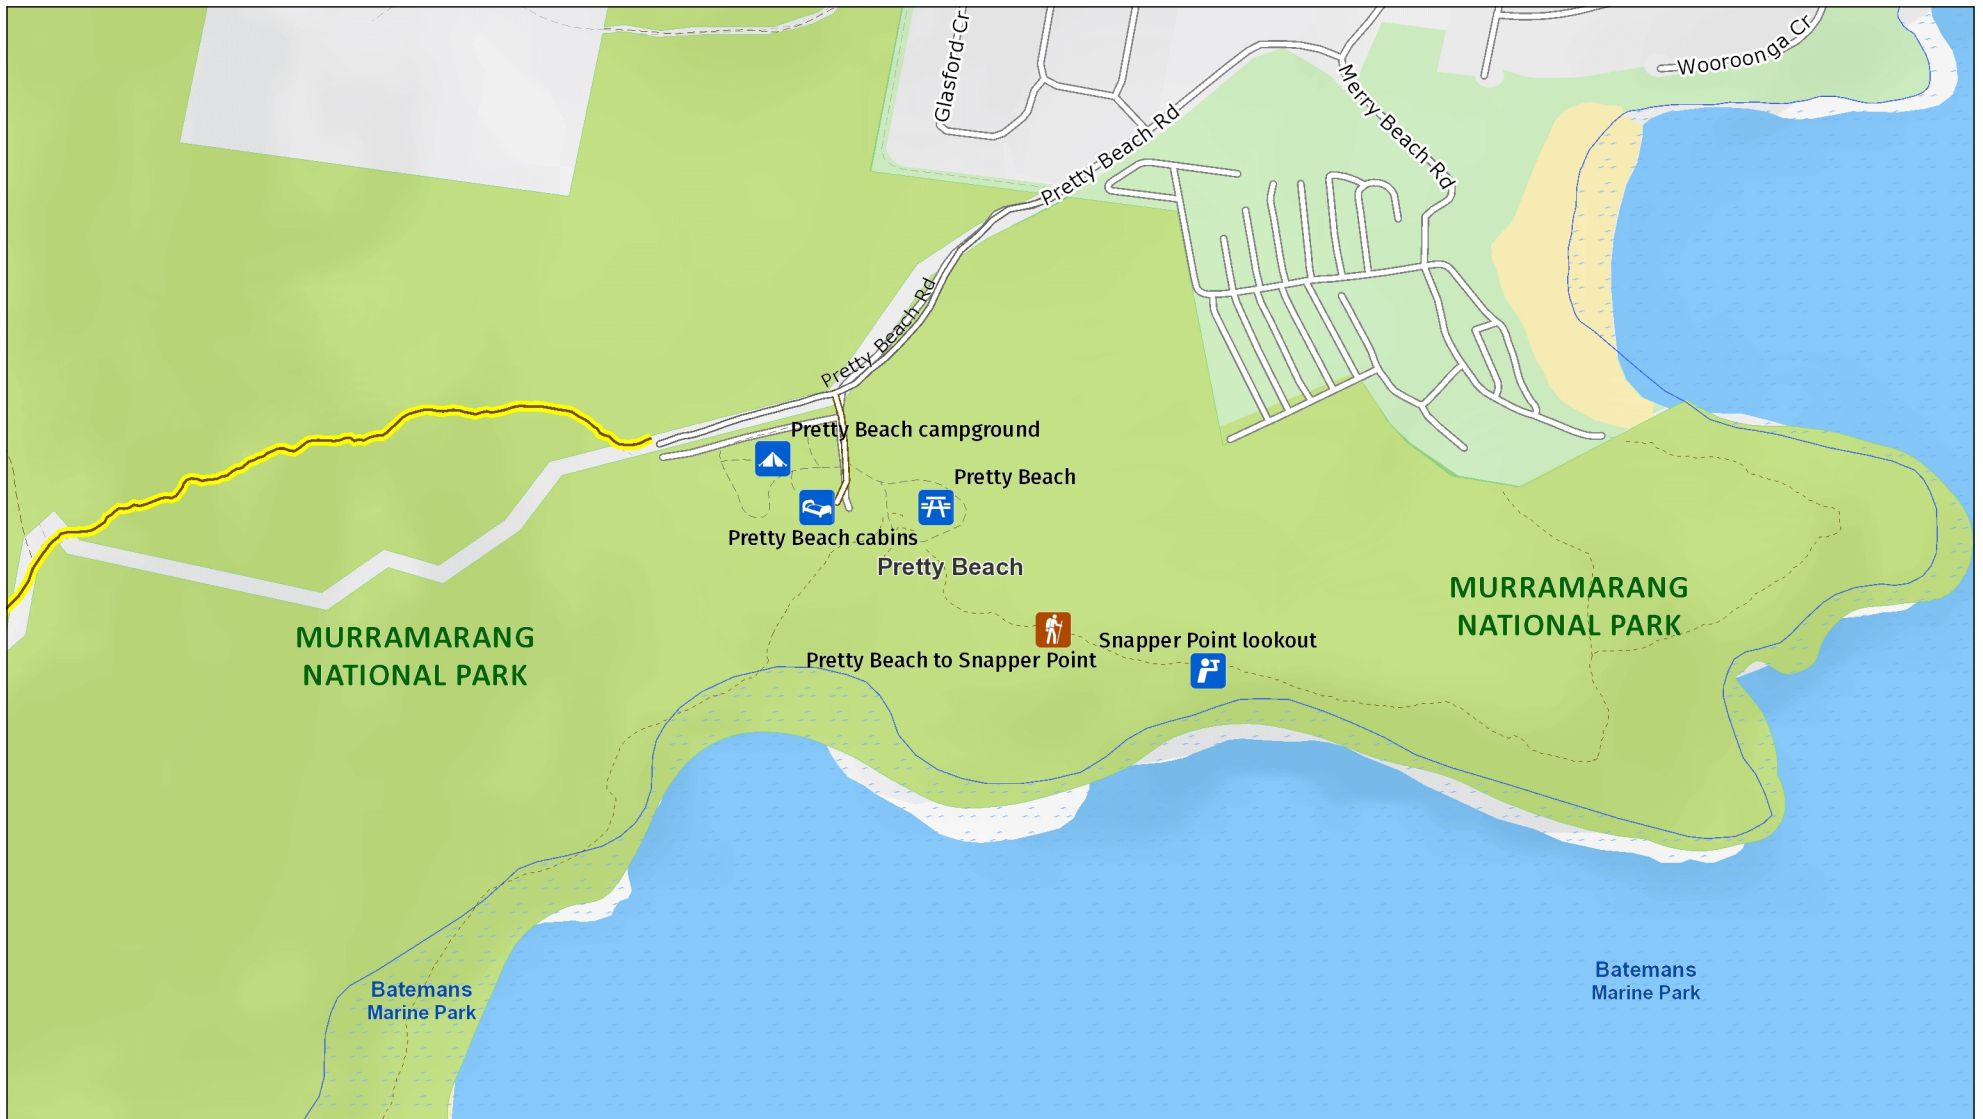 Glasford Cr
Wooroonga Cr
Merry Beach Rd
Pretty Beach Rd
Pretty Beach Rd
Pretty Beach campground
Pretty Beach
Pretty Beach cabins
Pretty Beach
MURRAMARANG
NATIONAL PARK
MURRAMARANG
NATIONAL PARK
Snapper Point lookout
Pretty Beach to Snapper Point
Batemans
Marine Park
Batemans
Marine Park